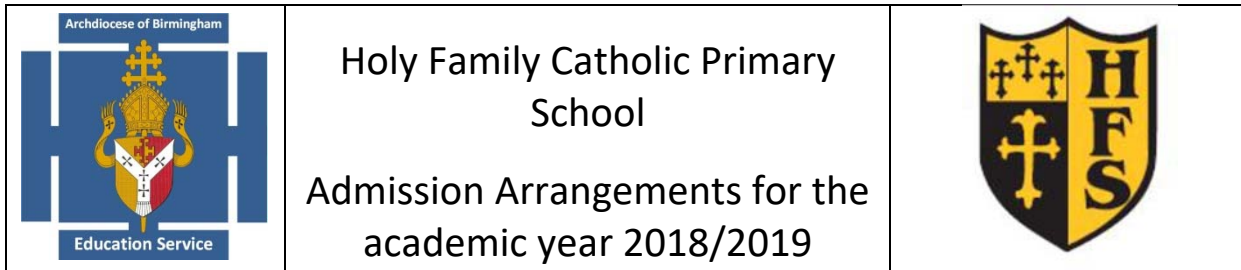 Archdiocese of Birmingham
Education Service
Holy Family Catholic Primary
School
Admission Arrangements for the
academic year 2018/2019
H
F
S